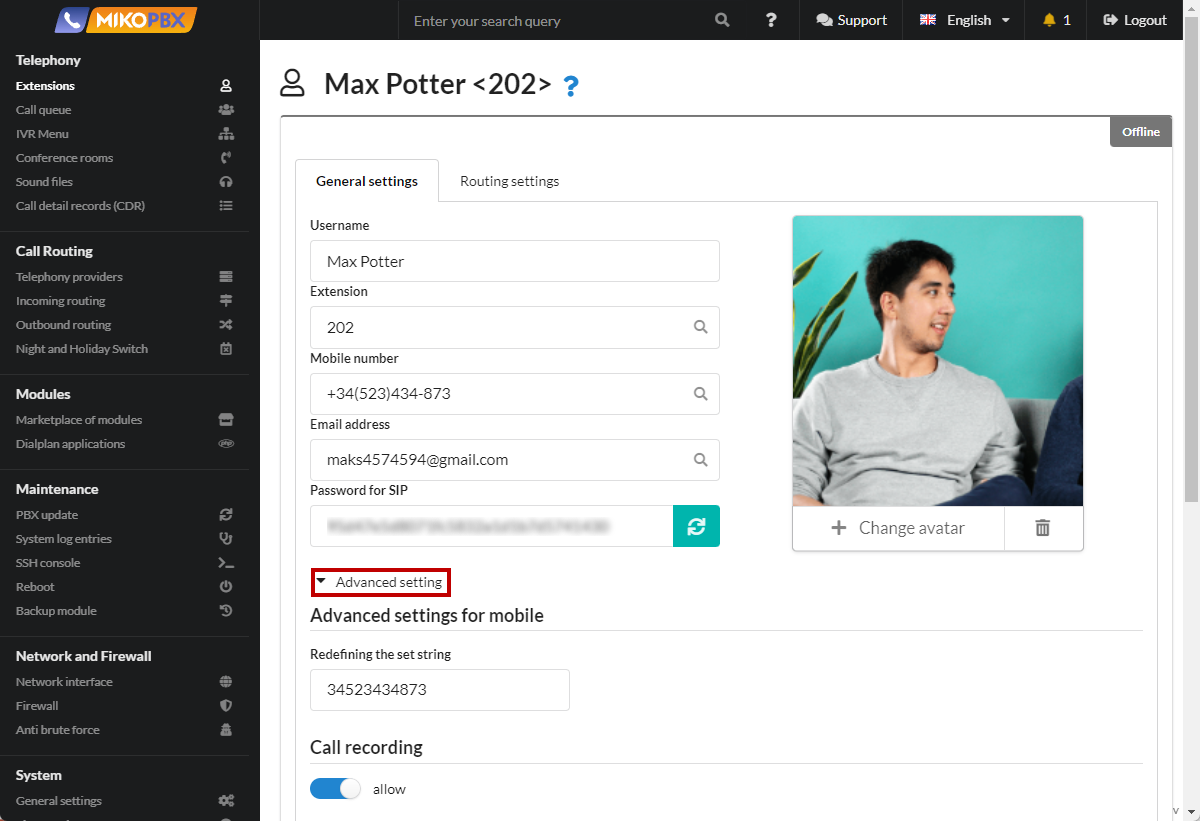 MIKOPBX
Enter your search query
?
Support
English
1
Logout
Telephony
Extensions
Call queue
IVR Menu
Conference rooms
Sound files
Call detail records (CDR)
Call Routing
Telephony providers
Incoming routing
Outbound routing
Night and Holiday Switch
Modules
Marketplace of modules
Dialplan applications
php
Maintenance
PBX update
System log entries
SSH console
Reboot
Backup module
Network and Firewall
Network interface
Firewall
Anti brute force
System
General settings
Max Potter <202> ?
Offline
General settings
Routing settings
Username
Max Potter
Extension
202
Mobile number
+34(523)434-873
Email address
maks4574594@gmail.com
Password for SIP
Change avatar
Advanced setting
Advanced settings for mobile
Redefining the set string
34523434873
Call recording
allow
v